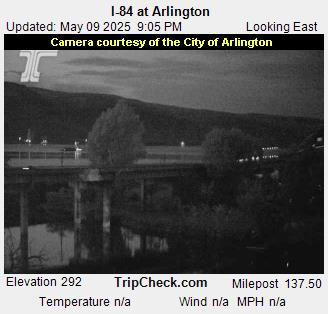 I-84 at Arlington
Updated: May 09 2025 9:05 PM Looking East
Camera courtesy of the City of Arlington
Elevation 292 TripCheck.com Milepost 137.50
Temperature n/a Wind n/a MPH n/a